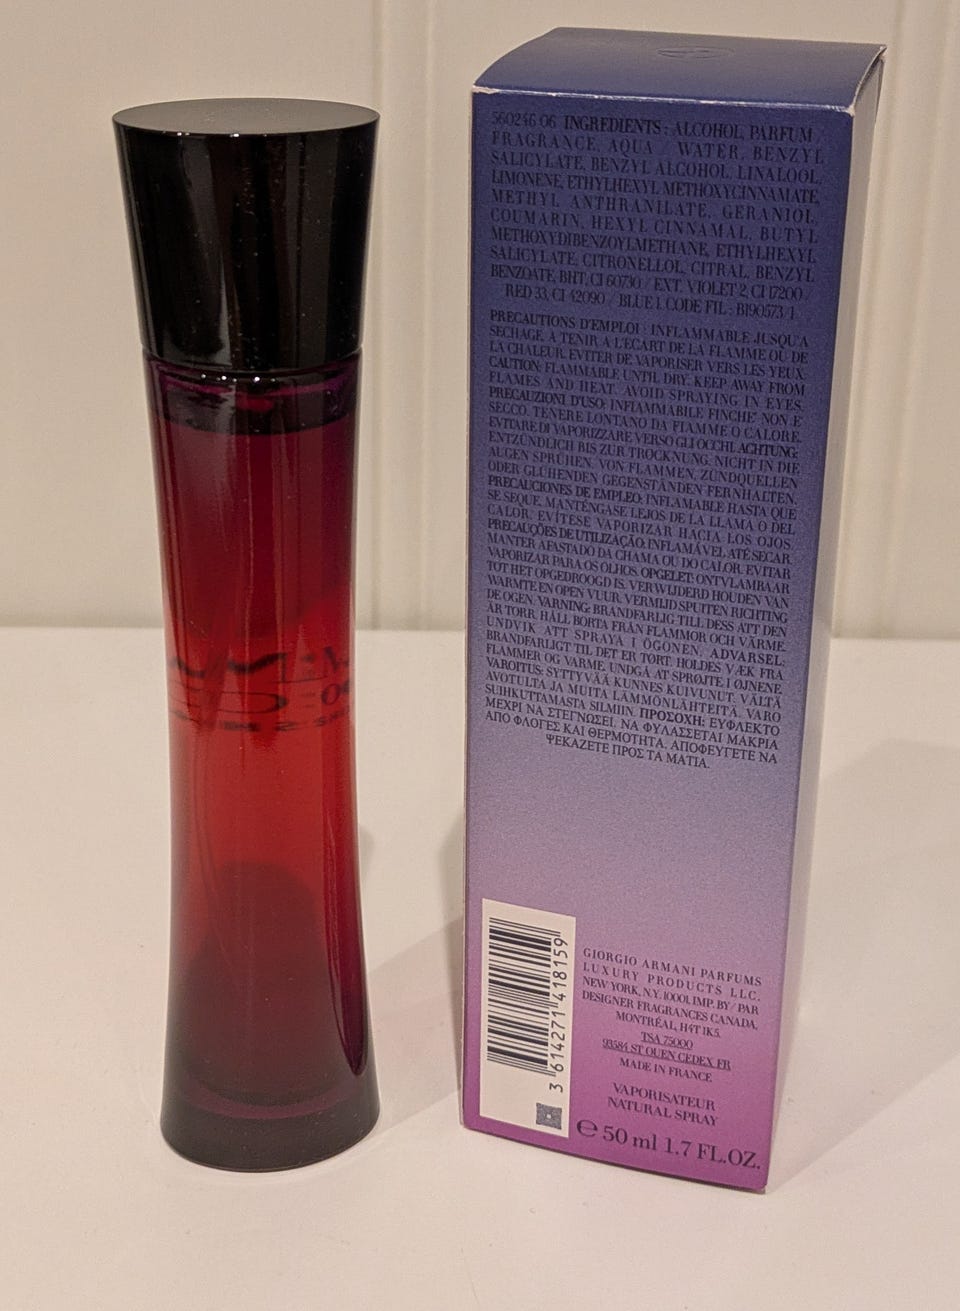 560246 06 INGREDIENTS : ALCOHOL, PARFUM /
FRAGRANCE, AQUA / WATER, BENZYL
SALICYLATE, BENZYL ALCOHOL, LINALOOL,
LIMONENE, ETHYLHEXYL METHOXYCINNAMATE,
METHYL ANTHRANILATE, GERANIOL,
COUMARIN, HEXYL CINNAMAL, BUTYL
METHOXYDIBENZOYLMETHANE, ETHYLHEXYL
SALICYLATE, CITRONELLOL, CITRAL, BENZYL
BENZOATE, BHT, CI 60730 / EXT. VIOLET 2, CI 17200 /
RED 33, CI 42090 / BLUE 1. CODE FIL : B190573/1
PRECAUTIONS D'EMPLOI : INFLAMMABLE JUSQU'A
SECHAGE. A TENIR A L'ECART DE LA FLAMME OU DE
LA CHALEUR. EVITER DE VAPORISER VERS LES YEUX.
CAUTION: FLAMMABLE UNTIL DRY. KEEP AWAY FROM
FLAMES AND HEAT. AVOID SPRAYING IN EYES.
PRECAUZIONI D'USO: INFIAMMABILE FINCHE' NON E'
SECCO. TENERE LONTANO DA FIAMME O CALORE.
EVITARE DI VAPORIZZARE VERSO GLI OCCHI. ACHTUNG:
ENTZÜNDLICH BIS ZUR TROCKNUNG. NICHT IN DIE
AUGEN SPRÜHEN. VON FLAMMEN, ZÜNDQUELLEN
ODER GLÜHENDEN GEGENSTÄNDEN FERNHALTEN.
PRECAUCIONES DE EMPLEO: INFLAMABLE HASTA QUE
SE SEQUE. MANTÉNGASE LEJOS DE LA LLAMA O DEL
CALOR. EVÍTESE VAPORIZAR HACIA LOS OJOS.
PRECAUÇÕES DE UTILIZAÇÃO: INFLAMÁVEL ATÉ SECAR.
MANTER AFASTADO DA CHAMA OU DO CALOR. EVITAR
VAPORIZAR PARA OS OLHOS. OPGELET: ONTVLAMBAAR
TOT HET OPGEDROOGD IS. VERWIJDERD HOUDEN VAN
WARMTE EN OPEN VUUR. VERMIJD SPUITEN RICHTING
DE OGEN. VARNING: BRANDFARLIG TILL DESS ATT DEN
ÄR TORR. HÅLL BORTA FRÅN FLAMMOR OCH VÄRME.
UNDVIK ATT SPRAYA I ÖGONEN. ADVARSEL:
BRANDFARLIGT TIL DET ER TØRT. HOLDES VÆK FRA
FLAMMER OG VARME. UNDGÅ AT SPRØJTE I ØJNENE.
VAROITUS: SYTTYVÄÄ KUNNES KUIVUNUT. VÄLTÄ
AVOTULTA JA MUITA LÄMMÖNLÄHTEITÄ. VARO
SUIHKUTTAMASTA SILMIIN. ΠΡΟΣΟΧΗ: ΕΥΦΛΕΚΤΟ
ΜΕΧΡΙ ΝΑ ΣΤΕΓΝΩΣΕΙ. ΝΑ ΦΥΛΑΣΣΕΤΑΙ ΜΑΚΡΙΑ
ΑΠΟ ΦΛΟΓΕΣ ΚΑΙ ΘΕΡΜΟΤΗΤΑ. ΑΠΟΦΕΥΓΕΤΕ ΝΑ
ΨΕΚΑΖΕΤΕ ΠΡΟΣ ΤΑ ΜΑΤΙΑ.
3 614271 418159
GIORGIO ARMANI PARFUMS
LUXURY PRODUCTS LLC.
NEW YORK, N.Y. 10001, IMP. BY / PAR
DESIGNER FRAGRANCES CANADA,
MONTRÉAL, H4T 1K5.
TSA 75000
93584 ST OUEN CEDEX FR
MADE IN FRANCE
VAPORISATEUR
NATURAL SPRAY
℮ 50 ml 1.7 FL.OZ.